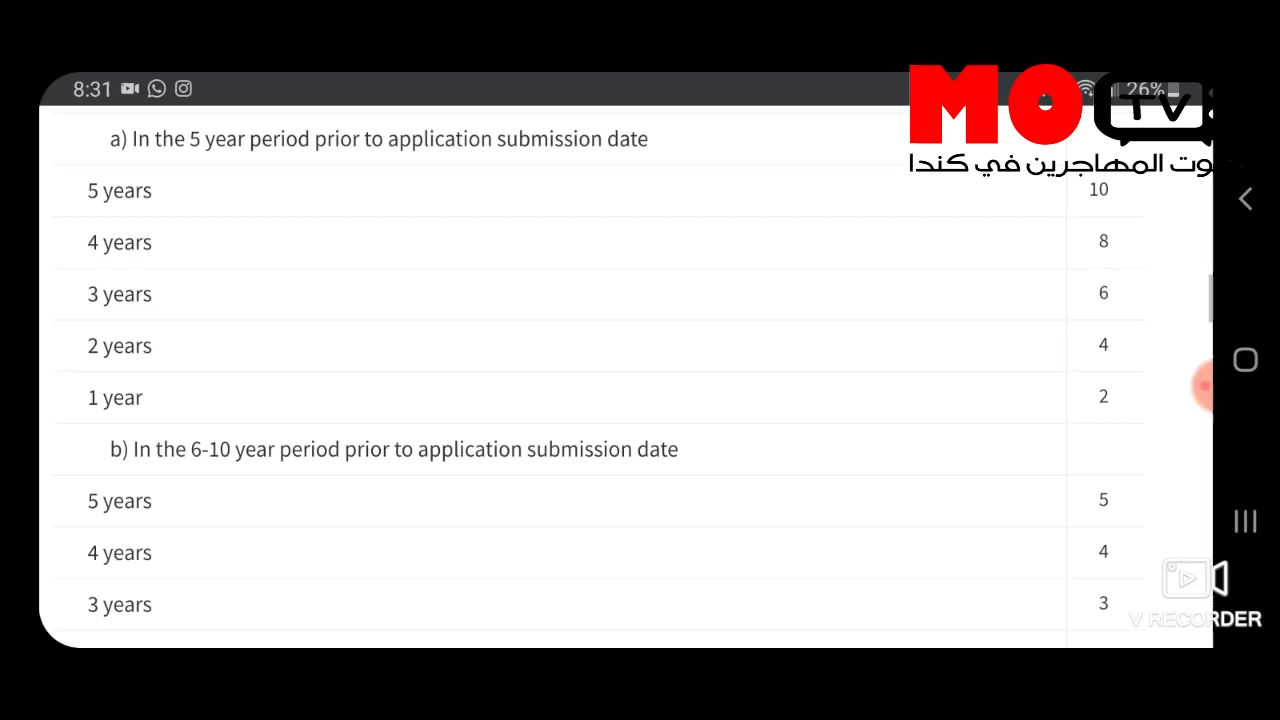 8:31
26%
MO TV
وت المهاجرين في كندا
a) In the 5 year period prior to application submission date
5 years 10
4 years 8
3 years 6
2 years 4
1 year 2
b) In the 6-10 year period prior to application submission date
5 years 5
4 years 4
3 years 3
V RECORDER